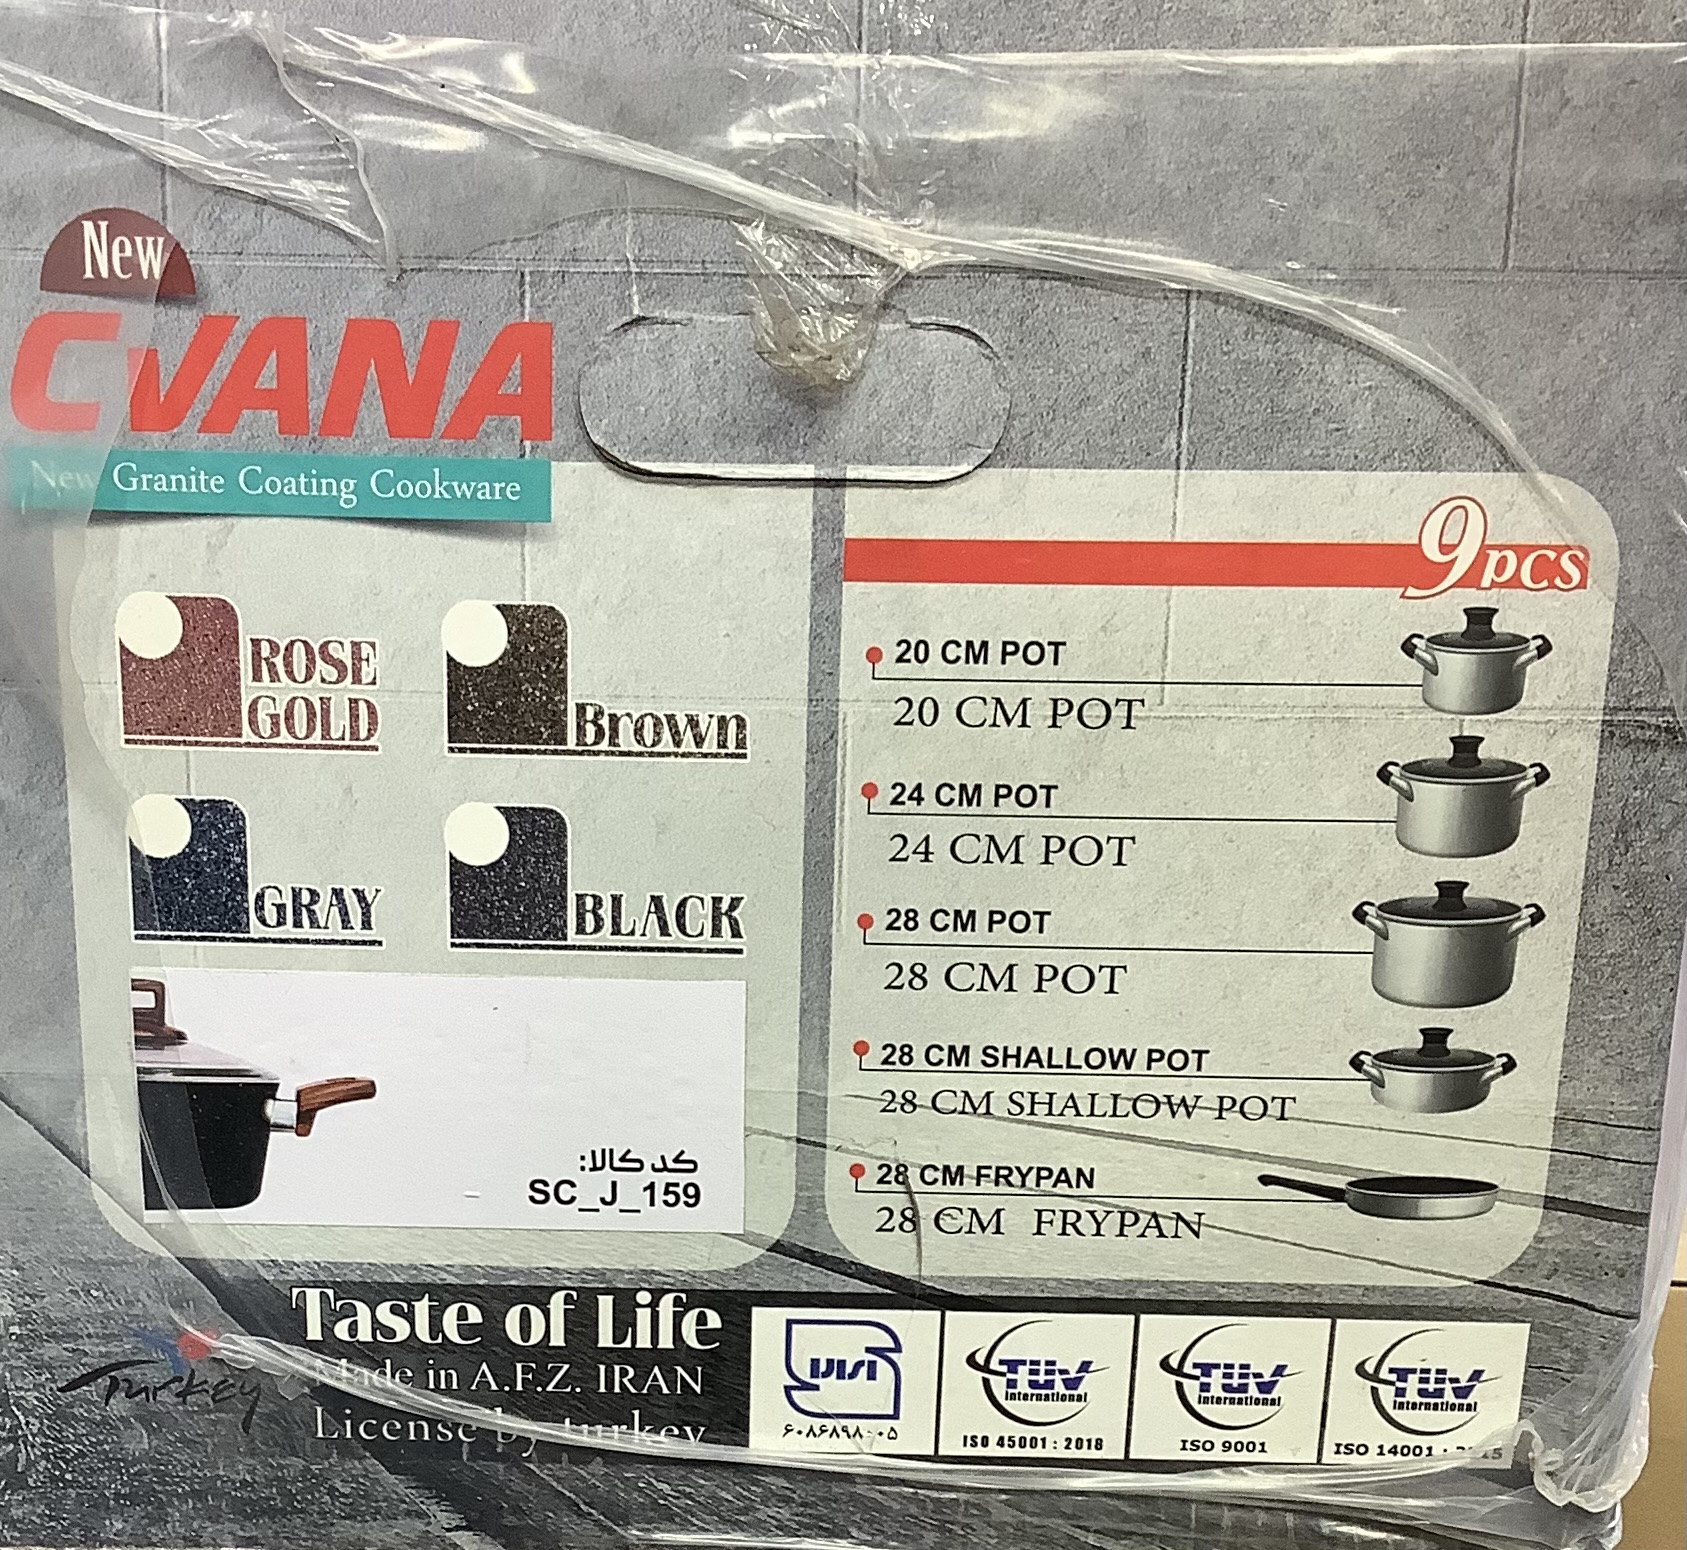 New
CVANA
New Granite Coating Cookware
ROSE
GOLD
Brown
GRAY
BLACK
کد کالا:
SC_J_159
9pcs
20 CM POT
20 CM POT
24 CM POT
24 CM POT
28 CM POT
28 CM POT
28 CM SHALLOW POT
28 CM SHALLOW POT
28 CM FRYPAN
28 CM FRYPAN
Turkey
Taste of Life
Made in A.F.Z. IRAN
License by turkey
TÜV
International
ISO 45001 : 2018
TÜV
International
ISO 9001
TÜV
International
ISO 14001 :